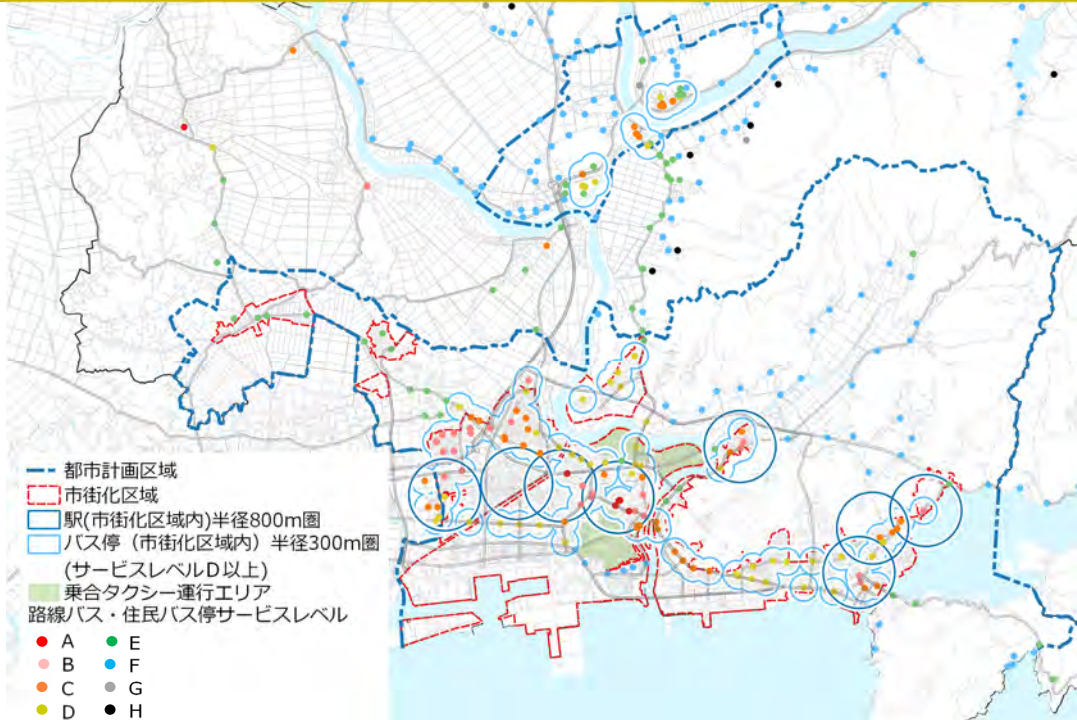 都市計画区域
市街化区域
駅(市街化区域内)半径800m圏
バス停（市街化区域内）半径300m圏
(サービスレベルD以上)
乗合タクシー運行エリア
路線バス・住民バス停サービスレベル
A E
B F
C G
D H